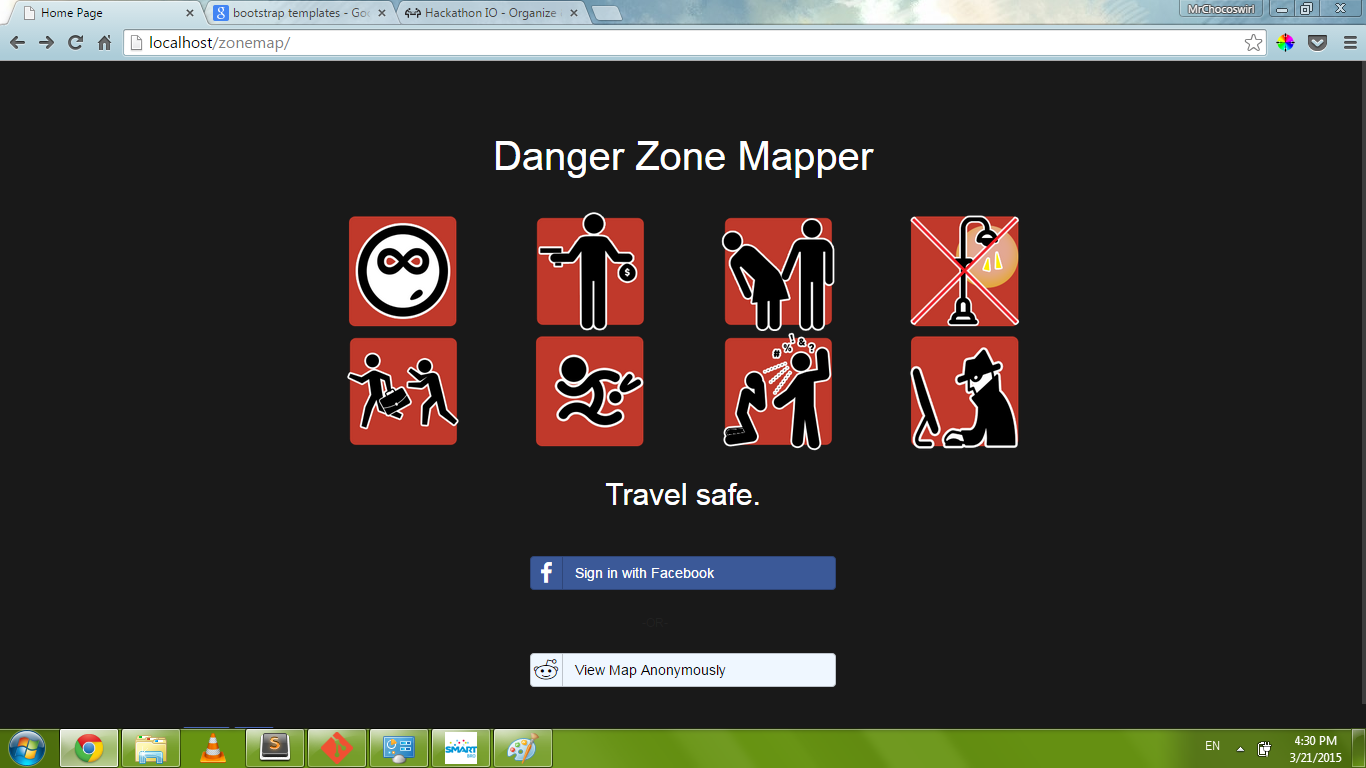 Home Page
bootstrap templates - Goo
Hackathon IO - Organize
MrChocoswirl
localhost/zonemap/
Danger Zone Mapper
$
# % ! & ?
Travel safe.
f Sign in with Facebook
-OR-
View Map Anonymously
S
SMART
BRO
EN
4:30 PM
3/21/2015